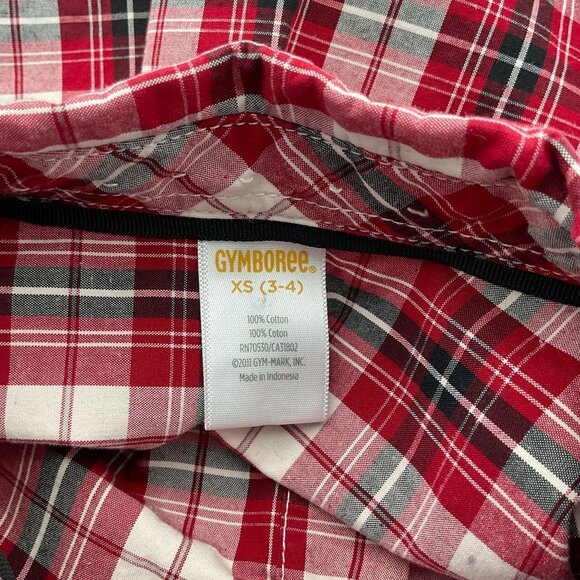 GYMBOREE®
XS (3-4)
100% Cotton
100% Coton
RN70530/CA31802
©2011 GYM-MARK, INC.
Made in Indonesia